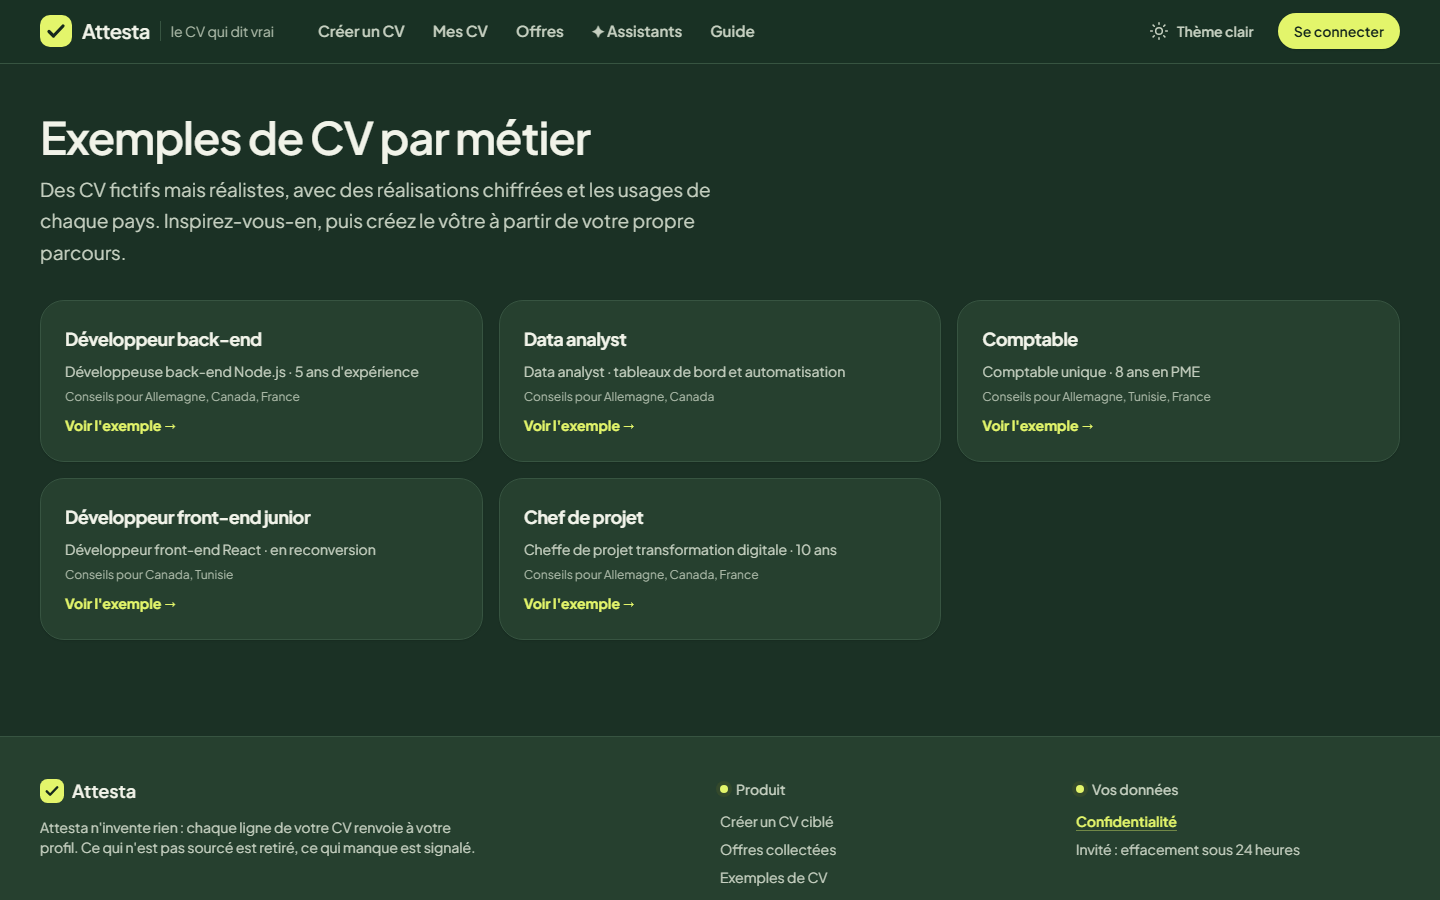 Attesta
le CV qui dit vrai
Créer un CV
Mes CV
Offres
✦ Assistants
Guide
Thème clair
Se connecter
Exemples de CV par métier
Des CV fictifs mais réalistes, avec des réalisations chiffrées et les usages de
chaque pays. Inspirez-vous-en, puis créez le vôtre à partir de votre propre
parcours.
Développeur back-end
Développeuse back-end Node.js · 5 ans d'expérience
Conseils pour Allemagne, Canada, France
Voir l'exemple →
Data analyst
Data analyst · tableaux de bord et automatisation
Conseils pour Allemagne, Canada
Voir l'exemple →
Comptable
Comptable unique · 8 ans en PME
Conseils pour Allemagne, Tunisie, France
Voir l'exemple →
Développeur front-end junior
Développeur front-end React · en reconversion
Conseils pour Canada, Tunisie
Voir l'exemple →
Chef de projet
Cheffe de projet transformation digitale · 10 ans
Conseils pour Allemagne, Canada, France
Voir l'exemple →
Attesta
Attesta n'invente rien : chaque ligne de votre CV renvoie à votre
profil. Ce qui n'est pas sourcé est retiré, ce qui manque est signalé.
Produit
Créer un CV ciblé
Offres collectées
Exemples de CV
Vos données
Confidentialité
Invité : effacement sous 24 heures